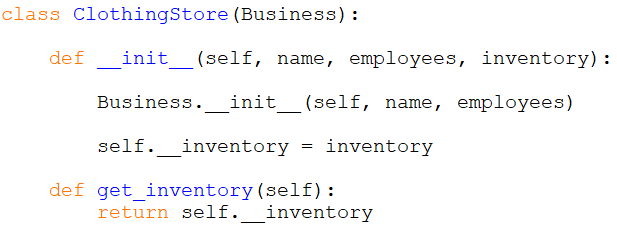 class ClothingStore(Business):
    def __init__(self, name, employees, inventory):
        Business.__init__(self, name, employees)
        self.__inventory = inventory
    def get_inventory(self):
        return self.__inventory